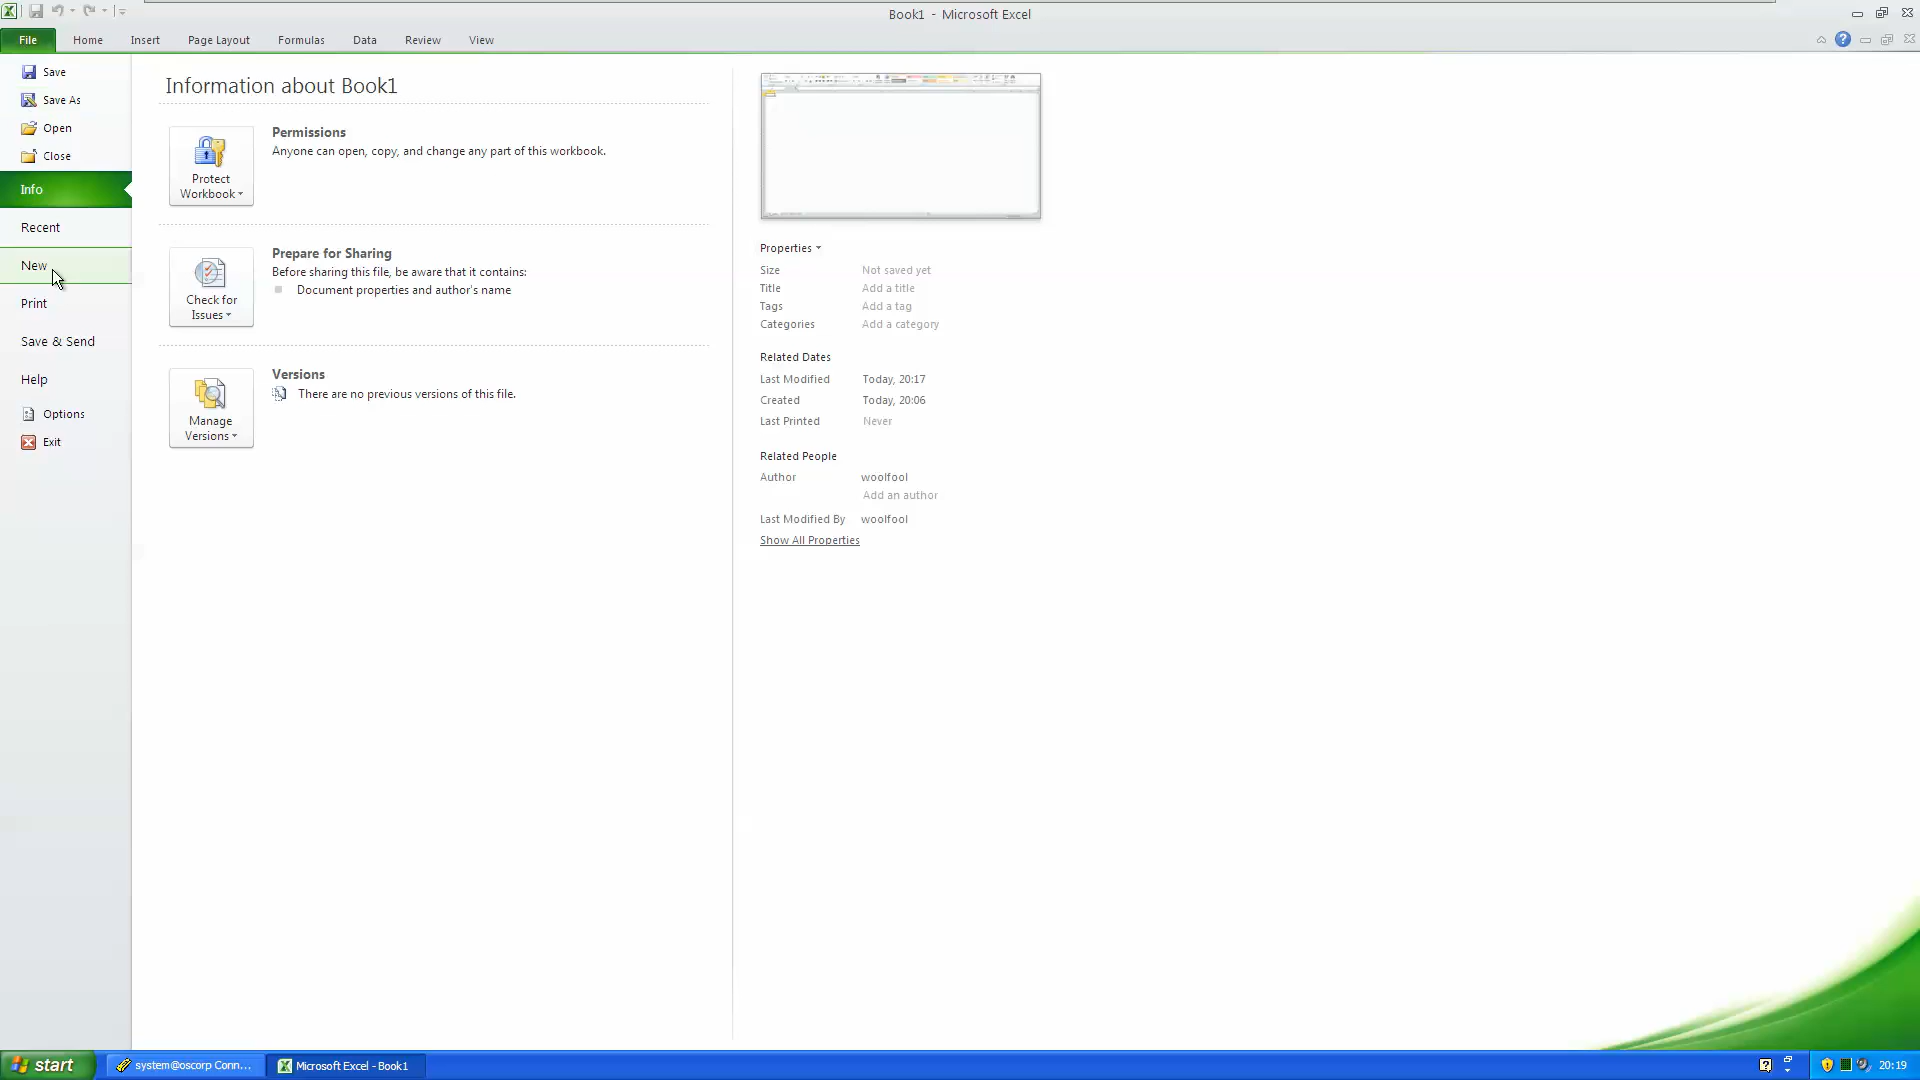 Book1 - Microsoft Excel
File Home Insert Page Layout Formulas Data Review View
Save
Save As
Open
Close
Info
Recent
New
Print
Save & Send
Help
Options
Exit
Information about Book1
Protect
Workbook
Permissions
Anyone can open, copy, and change any part of this workbook.
Check for
Issues
Prepare for Sharing
Before sharing this file, be aware that it contains:
Document properties and author's name
Manage
Versions
Versions
There are no previous versions of this file.
Properties
Size Not saved yet
Title Add a title
Tags Add a tag
Categories Add a category
Related Dates
Last Modified Today, 20:17
Created Today, 20:06
Last Printed Never
Related People
Author woolfool
Add an author
Last Modified By woolfool
Show All Properties
start system@oscorp Conn... Microsoft Excel - Book1 20:19